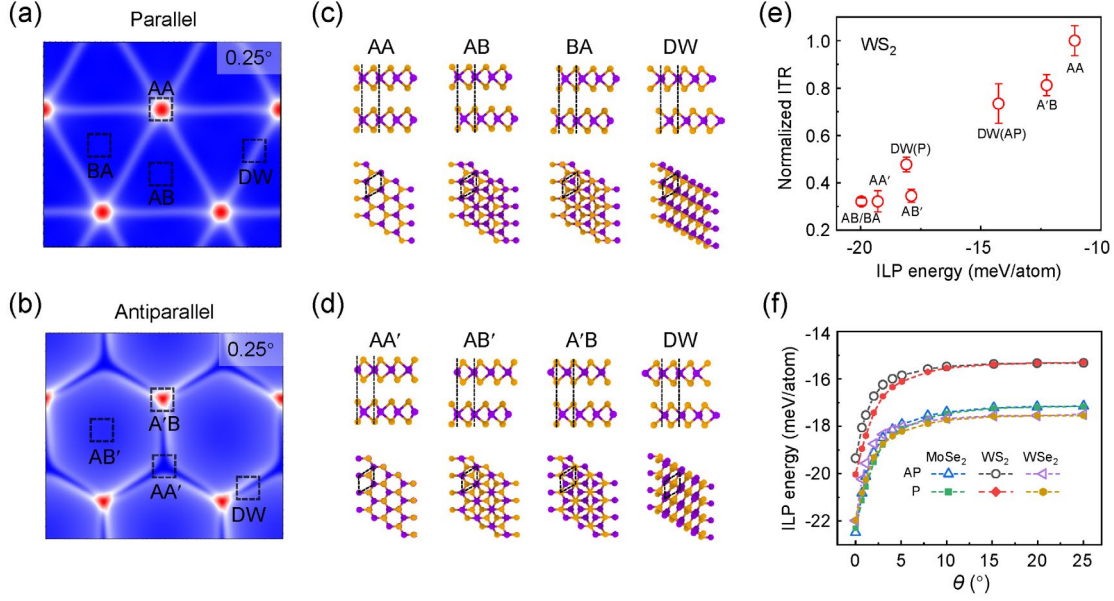 (a)
Parallel
0.25°
AA
BA
AB
DW
(b)
Antiparallel
0.25°
A′B
AB′
AA′
DW
(c)
AA AB BA DW
(d)
AA′ AB′ A′B DW
(e)
WS2
Normalized ITR
1.0
0.8
0.6
0.4
0.2
AA
A′B
DW(AP)
DW(P)
AA′
AB/BA
AB′
-20 -15 -10
ILP energy (meV/atom)
(f)
ILP energy (meV/atom)
-14
-16
-18
-20
-22
MoSe2 WS2 WSe2
AP
P
0 5 10 15 20 25
θ (°)